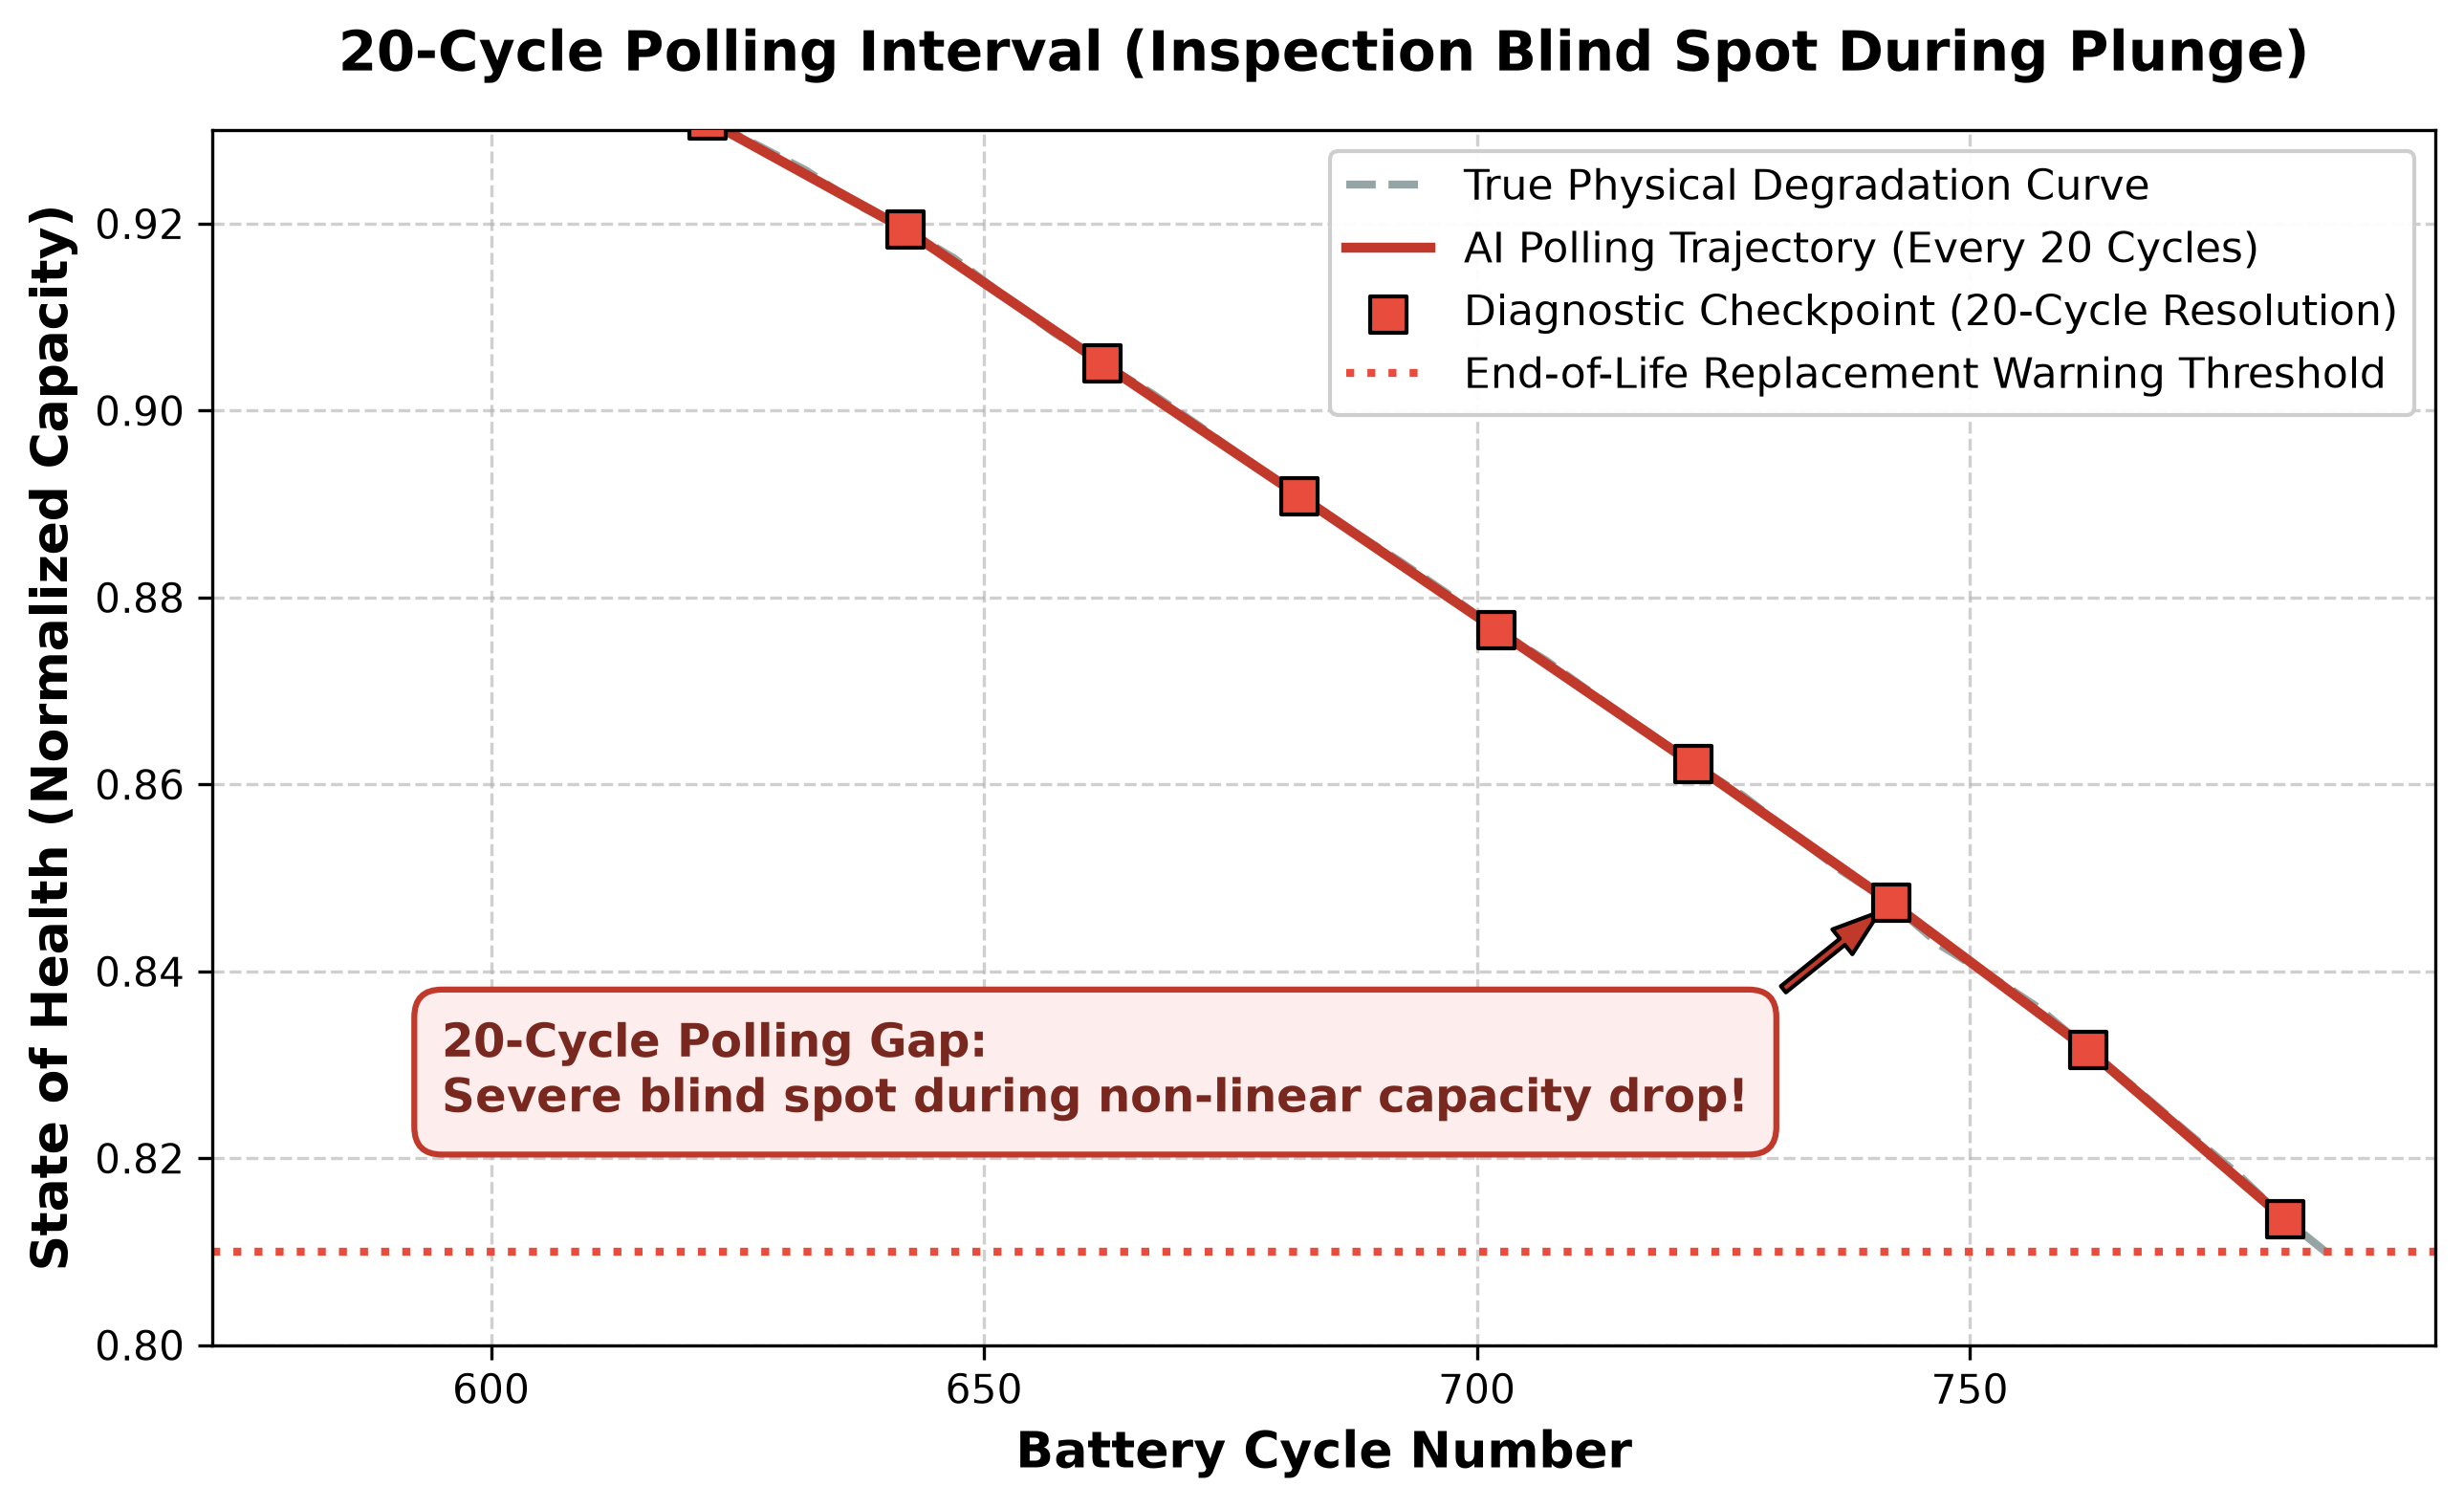 20-Cycle Polling Interval (Inspection Blind Spot During Plunge)
True Physical Degradation Curve
AI Polling Trajectory (Every 20 Cycles)
Diagnostic Checkpoint (20-Cycle Resolution)
End-of-Life Replacement Warning Threshold
State of Health (Normalized Capacity)
0.92
0.90
0.88
0.86
0.84
0.82
0.80
20-Cycle Polling Gap:
Severe blind spot during non-linear capacity drop!
600
650
700
750
Battery Cycle Number